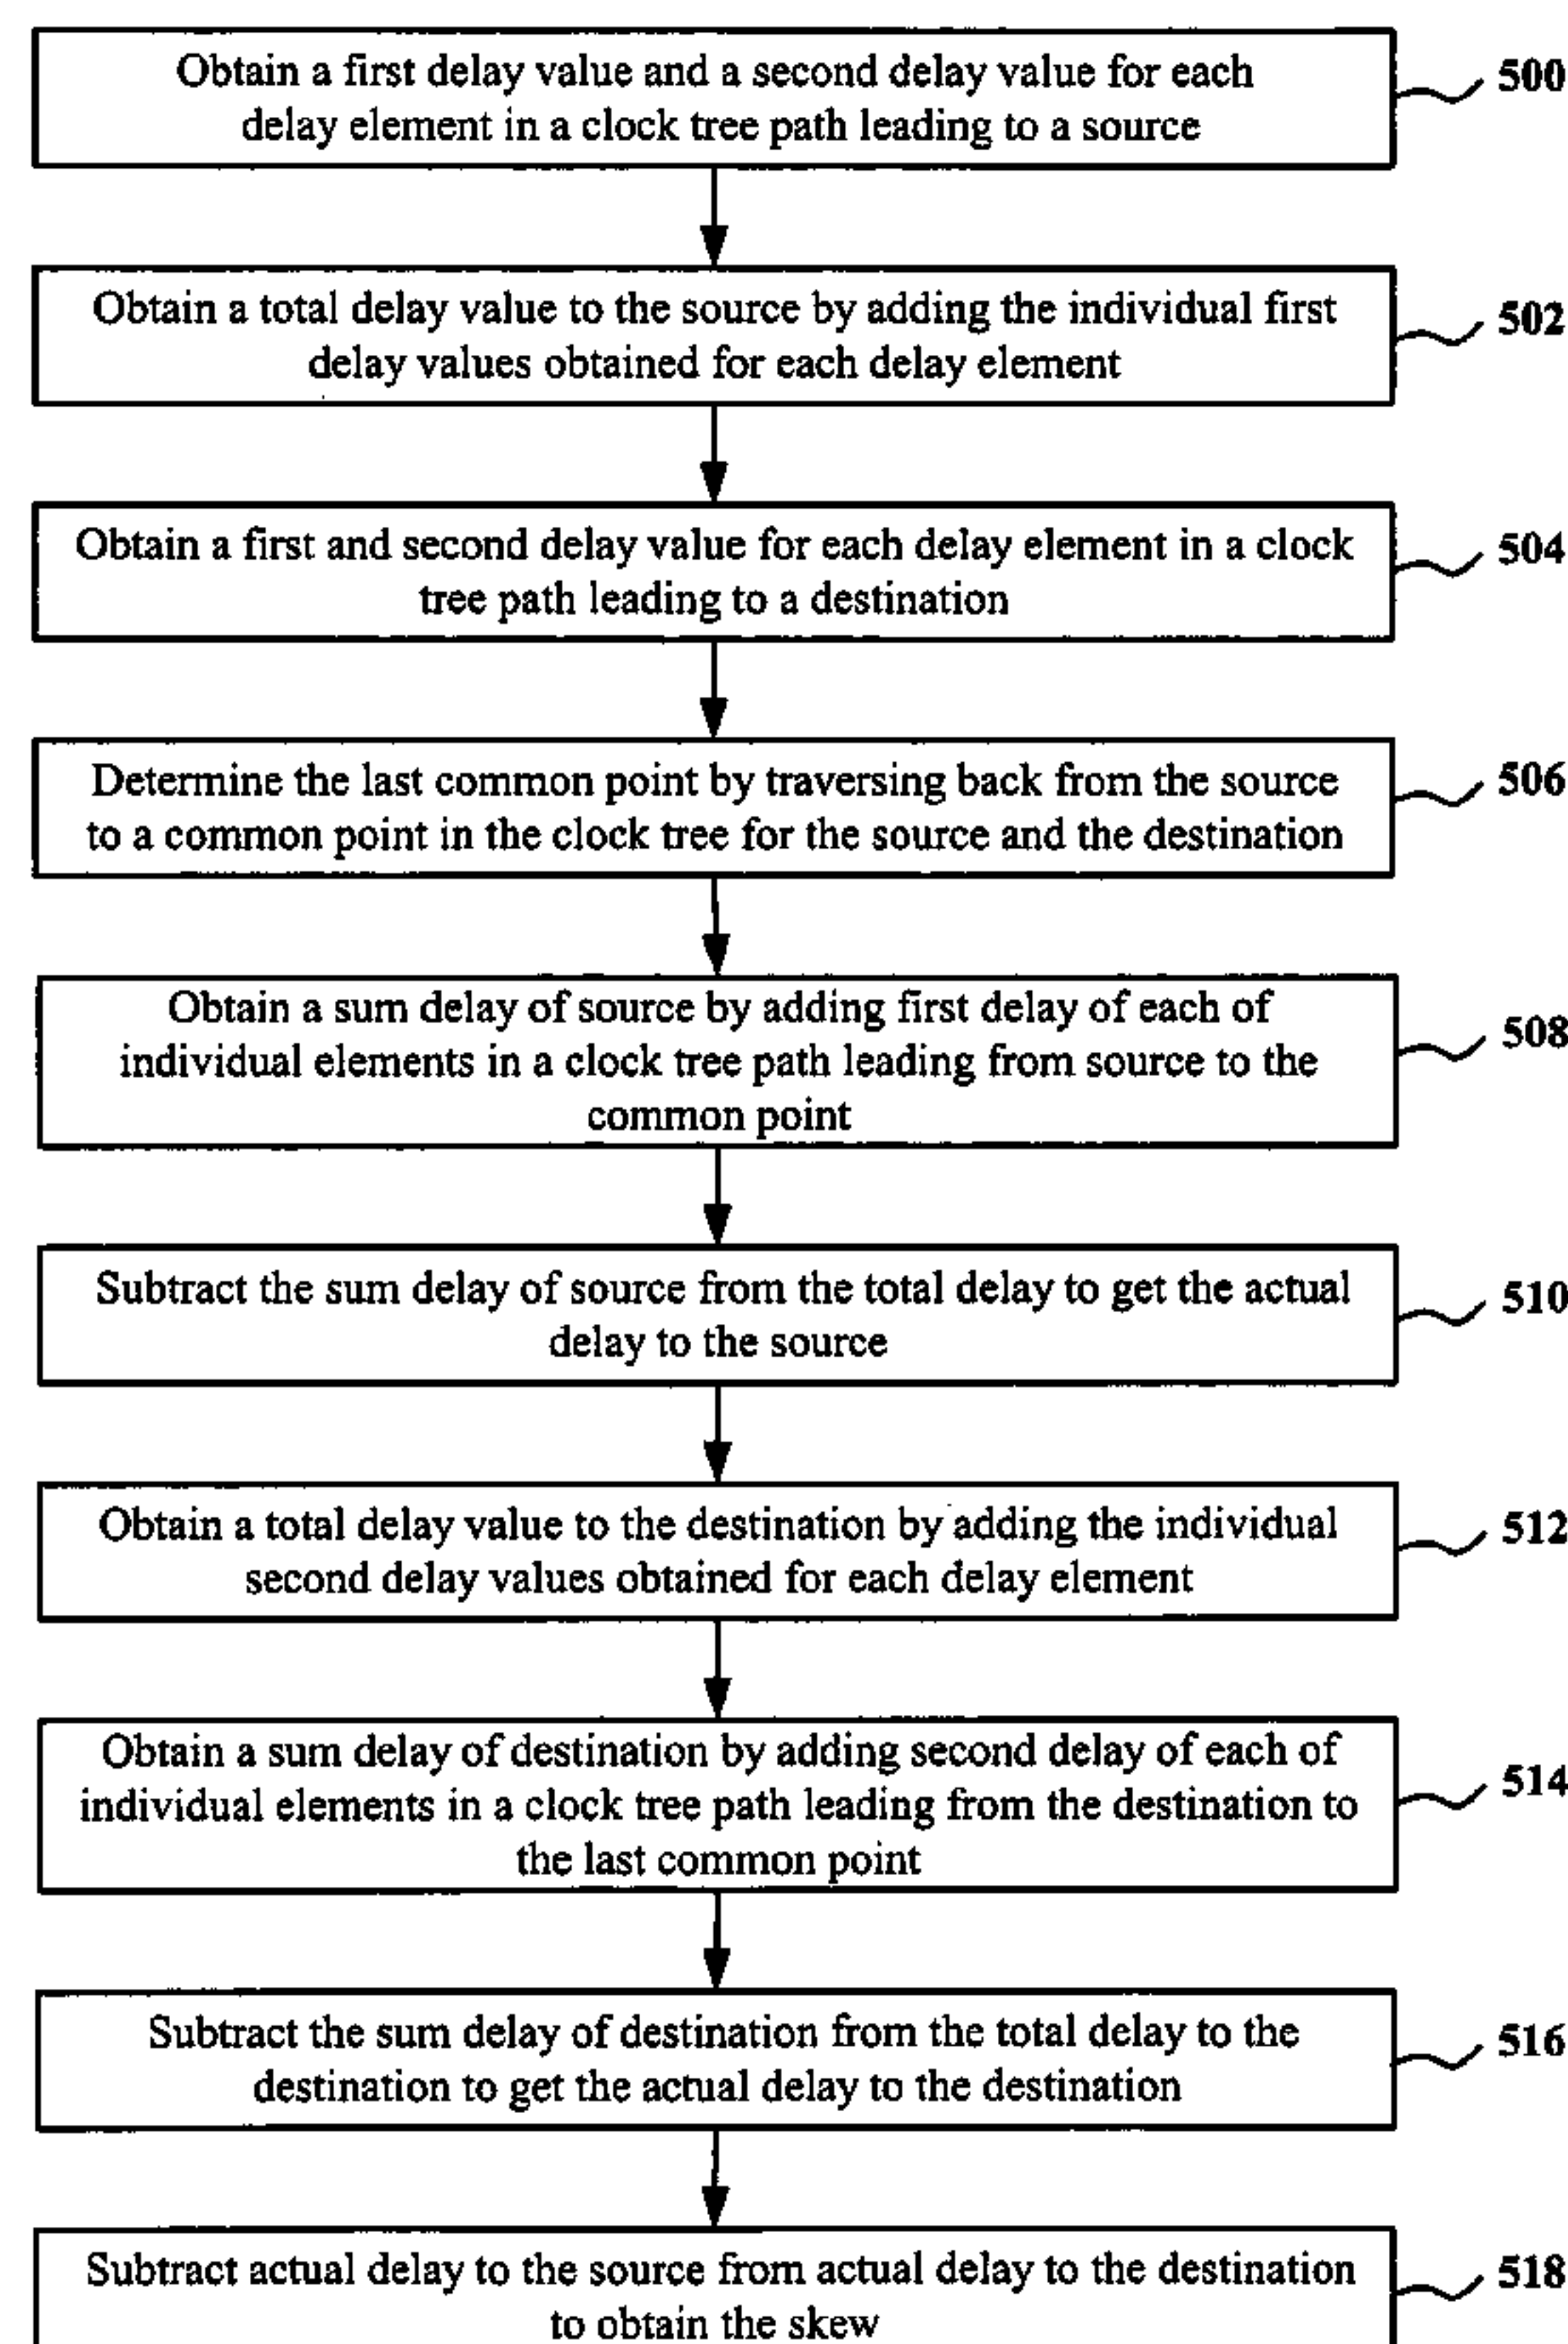 Obtain a first delay value and a second delay value for each
delay element in a clock tree path leading to a source
500
Obtain a total delay value to the source by adding the individual first
delay values obtained for each delay element
502
Obtain a first and second delay value for each delay element in a clock
tree path leading to a destination
504
Determine the last common point by traversing back from the source
to a common point in the clock tree for the source and the destination
506
Obtain a sum delay of source by adding first delay of each of
individual elements in a clock tree path leading from source to the
common point
508
Subtract the sum delay of source from the total delay to get the actual
delay to the source
510
Obtain a total delay value to the destination by adding the individual
second delay values obtained for each delay element
512
Obtain a sum delay of destination by adding second delay of each of
individual elements in a clock tree path leading from the destination to
the last common point
514
Subtract the sum delay of destination from the total delay to the
destination to get the actual delay to the destination
516
Subtract actual delay to the source from actual delay to the destination
to obtain the skew
518